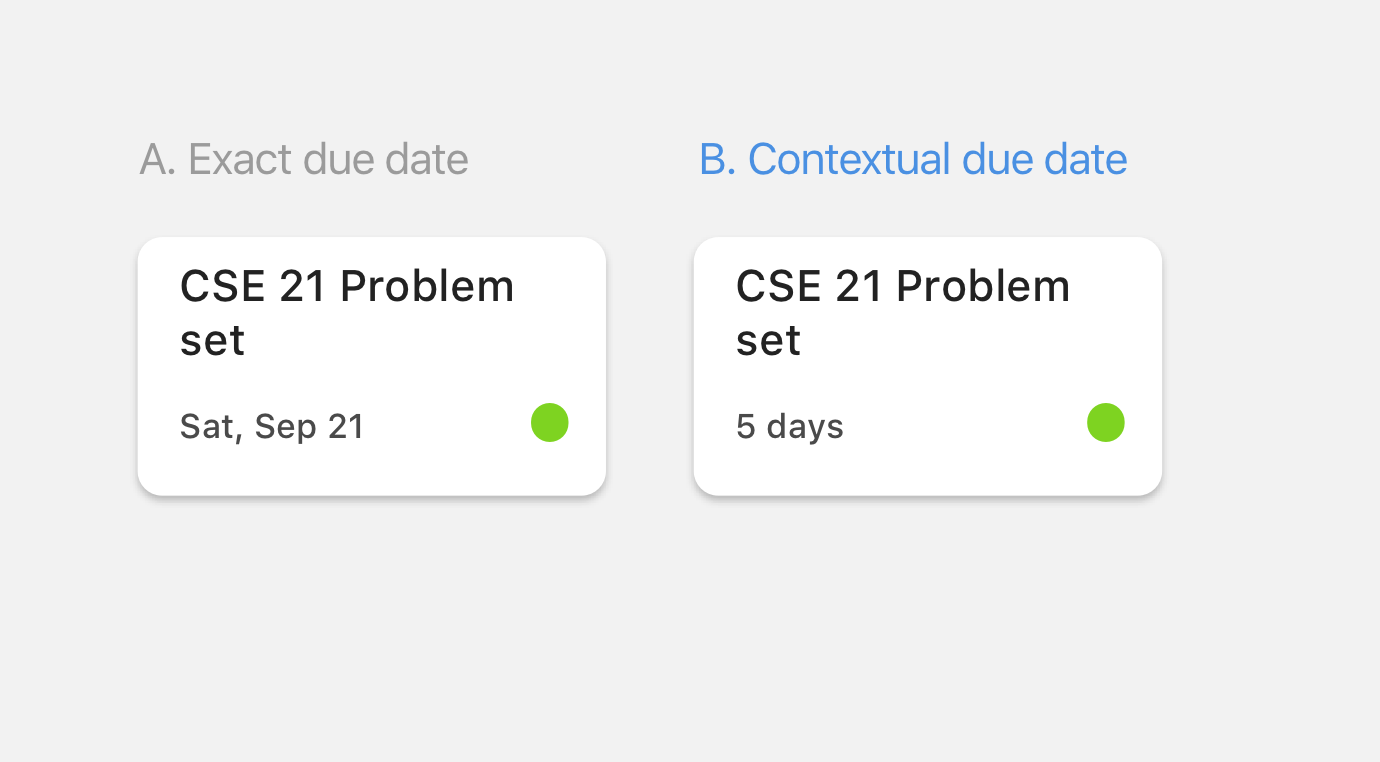 A. Exact due date
B. Contextual due date
CSE 21 Problem
set
Sat, Sep 21
CSE 21 Problem
set
5 days